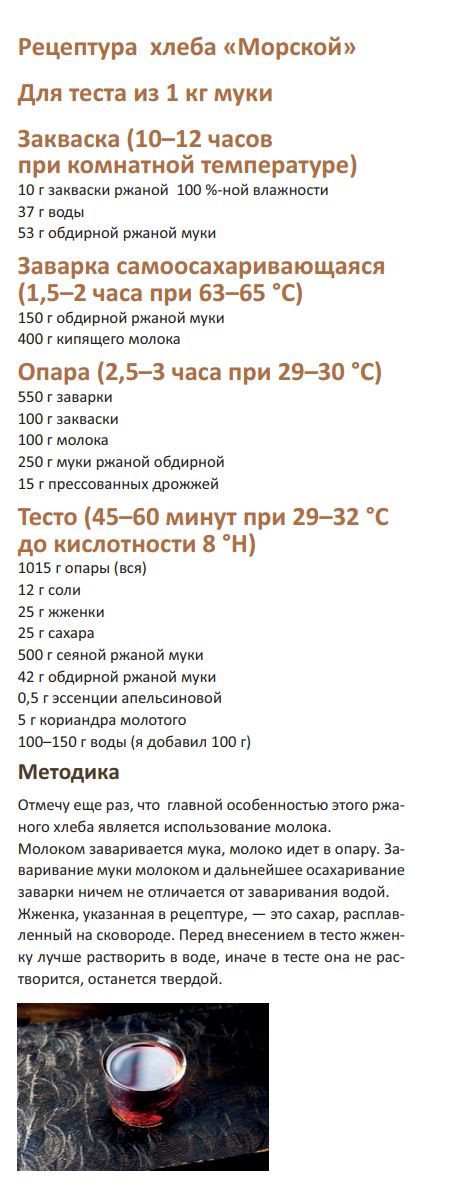 Рецептура хлеба «Морской»
Для теста из 1 кг муки
Закваска (10–12 часов
при комнатной температуре)
10 г закваски ржаной 100 %-ной влажности
37 г воды
53 г обдирной ржаной муки
Заварка самоосахаривающаяся
(1,5–2 часа при 63–65 °C)
150 г обдирной ржаной муки
400 г кипящего молока
Опара (2,5–3 часа при 29–30 °C)
550 г заварки
100 г закваски
100 г молока
250 г муки ржаной обдирной
15 г прессованных дрожжей
Тесто (45–60 минут при 29–32 °C
до кислотности 8 °H)
1015 г опары (вся)
12 г соли
25 г жженки
25 г сахара
500 г сеяной ржаной муки
42 г обдирной ржаной муки
0,5 г эссенции апельсиновой
5 г кориандра молотого
100–150 г воды (я добавил 100 г)
Методика
Отмечу еще раз, что главной особенностью этого ржа-
ного хлеба является использование молока.
Молоком заваривается мука, молоко идет в опару. За-
варивание муки молоком и дальнейшее осахаривание
заварки ничем не отличается от заваривания водой.
Жженка, указанная в рецептуре, — это сахар, расплав-
ленный на сковороде. Перед внесением в тесто жжен-
ку лучше растворить в воде, иначе в тесте она не рас-
творится, останется твердой.